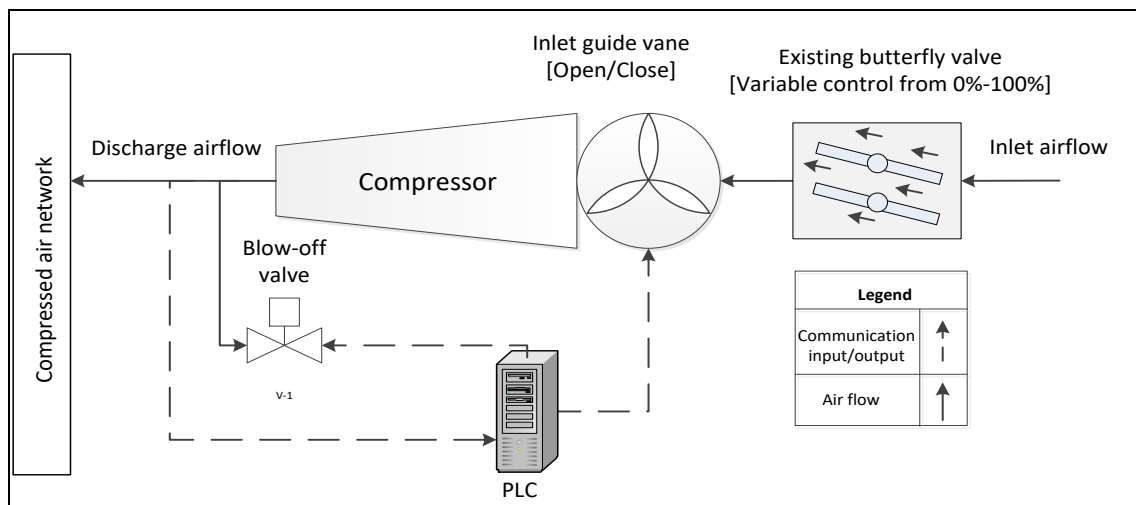 Inlet guide vane
[Open/Close]
Existing butterfly valve
[Variable control from 0%-100%]
Compressed air network
Discharge airflow
Compressor
Inlet airflow
Blow-off
valve
V-1
PLC
Legend
Communication
input/output
Air flow